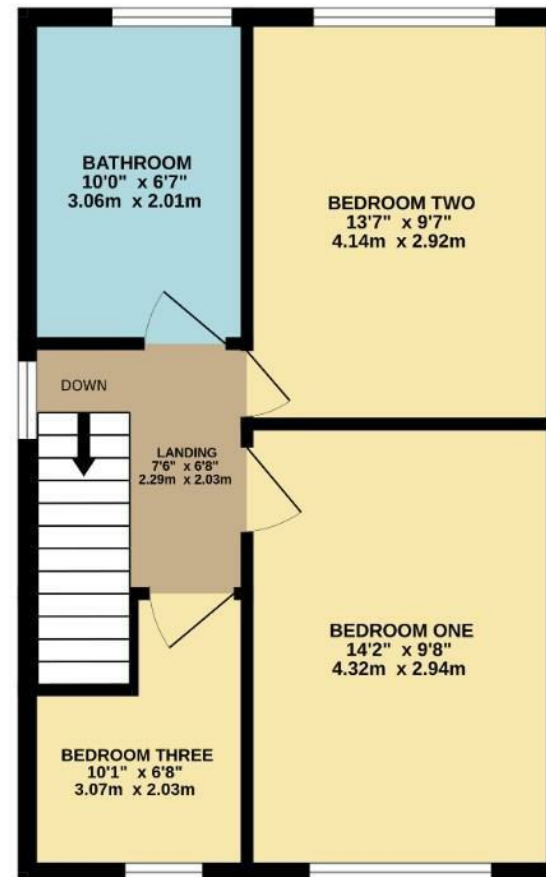 BATHROOM
10'0" x 6'7"
3.06m x 2.01m
BEDROOM TWO
13'7" x 9'7"
4.14m x 2.92m
DOWN
LANDING
7'6" x 6'8"
2.29m x 2.03m
BEDROOM ONE
14'2" x 9'8"
4.32m x 2.94m
BEDROOM THREE
10'1" x 6'8"
3.07m x 2.03m